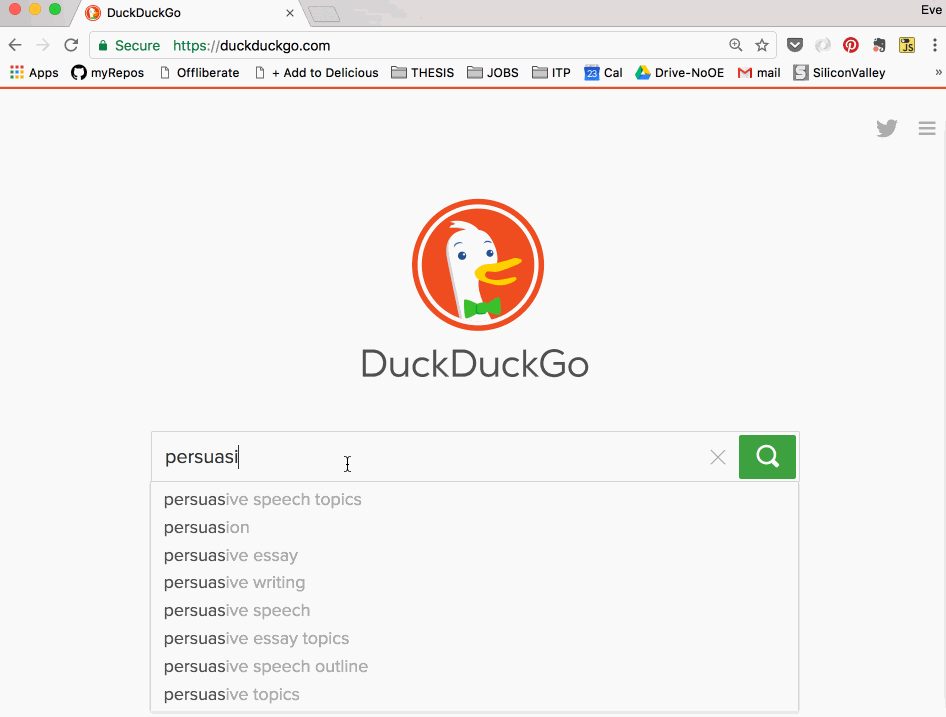 DuckDuckGo
Eve
Secure https://duckduckgo.com
JS
Apps myRepos Offliberate + Add to Delicious THESIS JOBS ITP 23 Cal Drive-NoOE mail S SiliconValley »
DuckDuckGo
persuasi
persuasive speech topics
persuasion
persuasive essay
persuasive writing
persuasive speech
persuasive essay topics
persuasive speech outline
persuasive topics